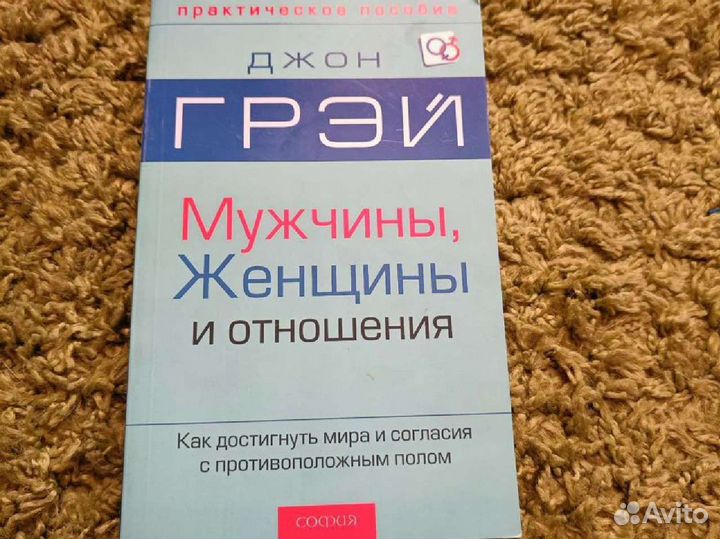 практическое пособие
ДЖОН
ГРЭЙ
Мужчины,
Женщины
и отношения
Как достигнуть мира и согласия
с противоположным полом
СОФИЯ
Avito